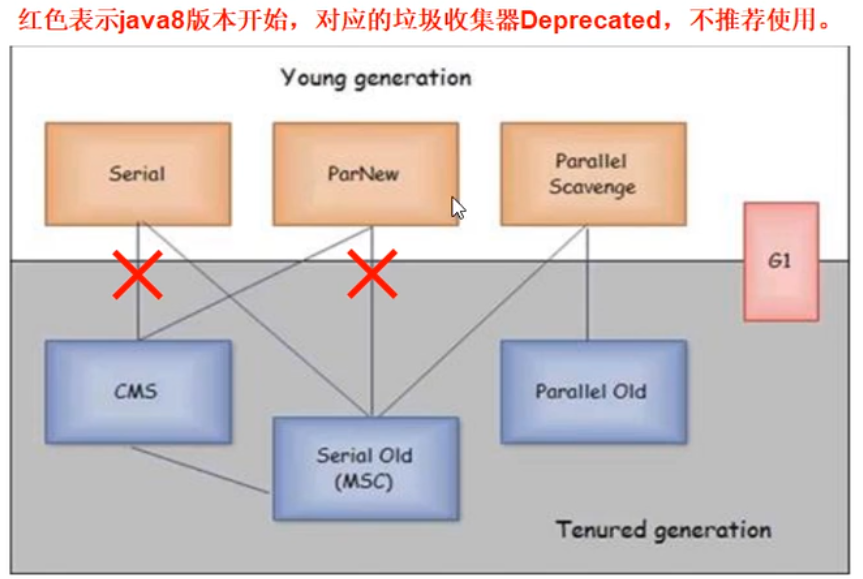 红色表示java8版本开始，对应的垃圾收集器Deprecated，不推荐使用。
Young generation
Serial
ParNew
Parallel
Scavenge
G1
CMS
Parallel Old
Serial Old
(MSC)
Tenured generation